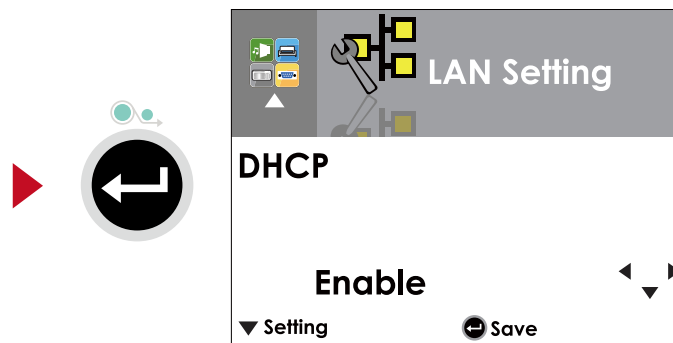 LAN Setting
DHCP
Enable
Setting
Save